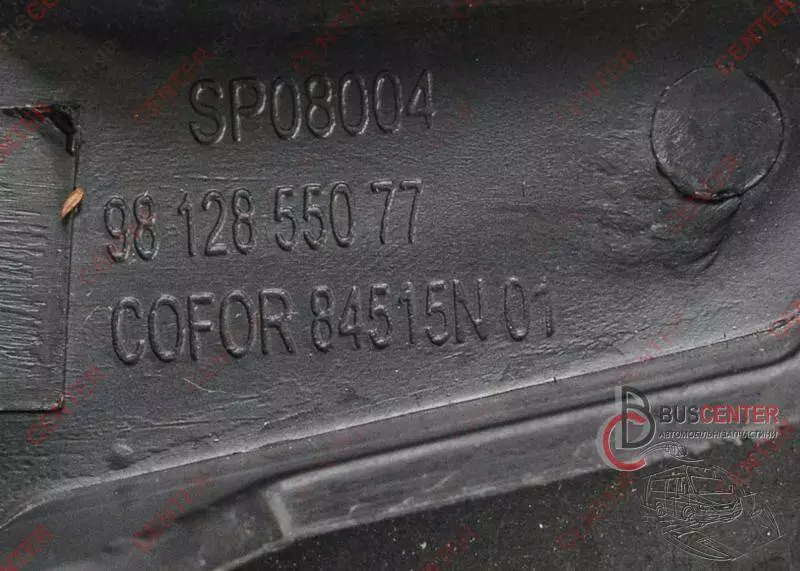 SP08004
98 128 550 77
COFOR 84515N 01
BUSCENTER
АВТОМОБІЛЬНІ ЗАПЧАСТИНИ